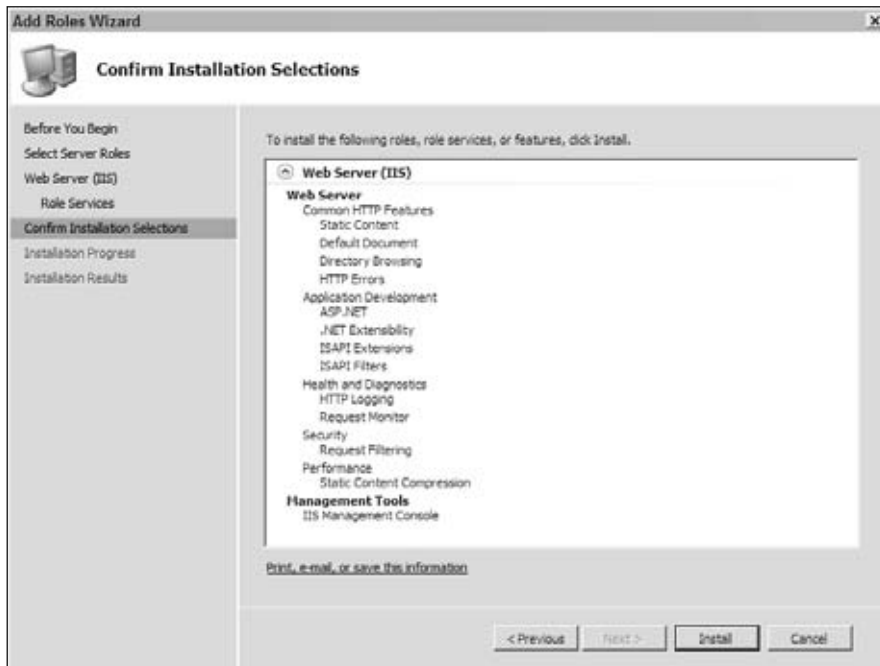 Add Roles Wizard
X
Confirm Installation Selections
Before You Begin
Select Server Roles
Web Server (IIS)
Role Services
Confirm Installation Selections
Installation Progress
Installation Results
To install the following roles, role services, or features, click Install.
Web Server (IIS)
Web Server
Common HTTP Features
Static Content
Default Document
Directory Browsing
HTTP Errors
Application Development
ASP.NET
.NET Extensibility
ISAPI Extensions
ISAPI Filters
Health and Diagnostics
HTTP Logging
Request Monitor
Security
Request Filtering
Performance
Static Content Compression
Management Tools
IIS Management Console
Print, e-mail, or save this information
< Previous
Next >
Install
Cancel